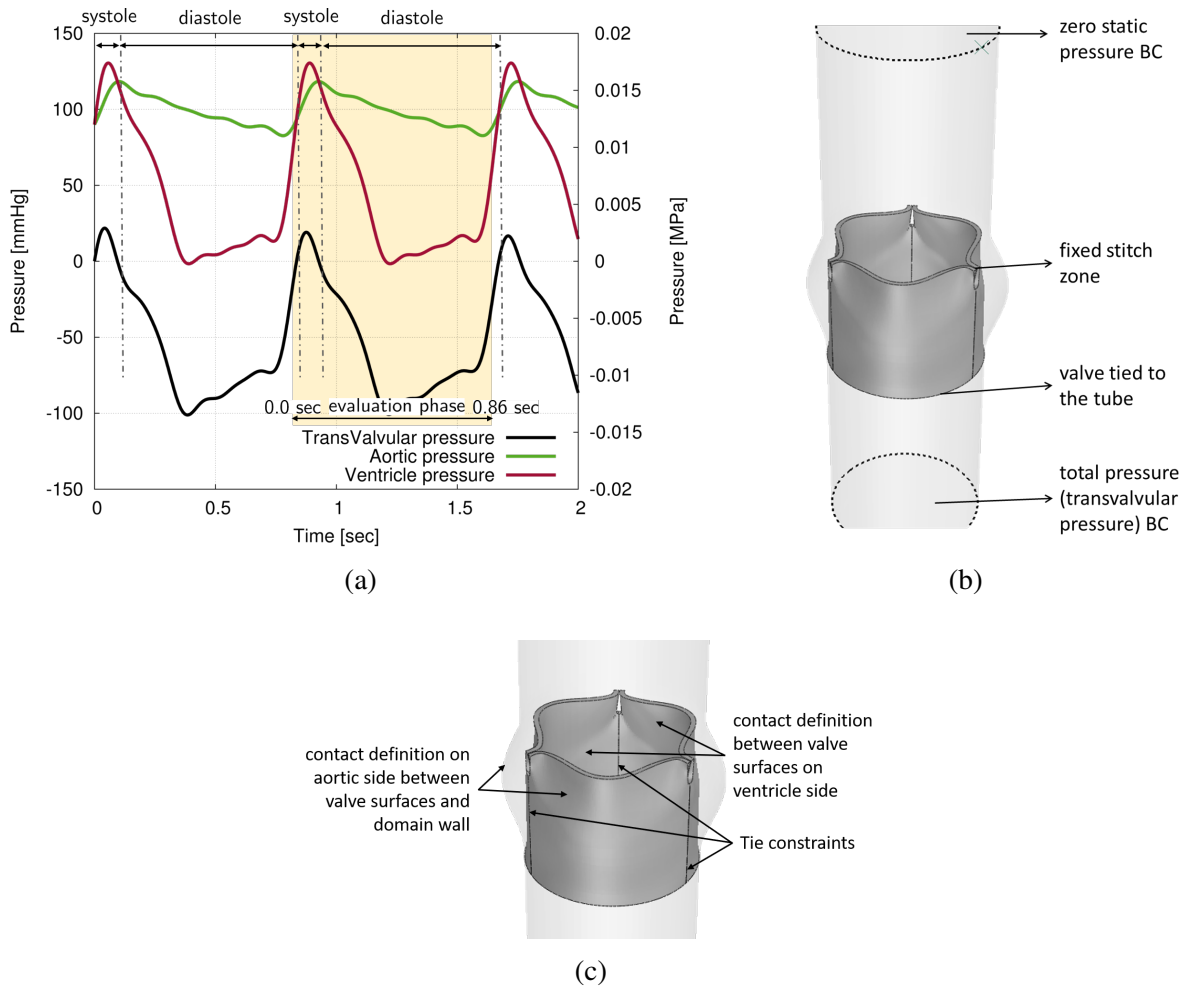 systole diastole systole diastole
150
100
50
0
-50
-100
-150
0.02
0.015
0.01
0.005
0
-0.005
-0.01
-0.015
-0.02
Pressure [mmHg]
Pressure [MPa]
0.0 sec evaluation phase 0.86 sec
TransValvular pressure
Aortic pressure
Ventricle pressure
0 0.5 1 1.5 2
Time [sec]
(a)
zero static
pressure BC
fixed stitch
zone
valve tied to
the tube
total pressure
(transvalvular
pressure) BC
(b)
contact definition on
aortic side between
valve surfaces and
domain wall
contact definition
between valve
surfaces on
ventricle side
Tie constraints
(c)